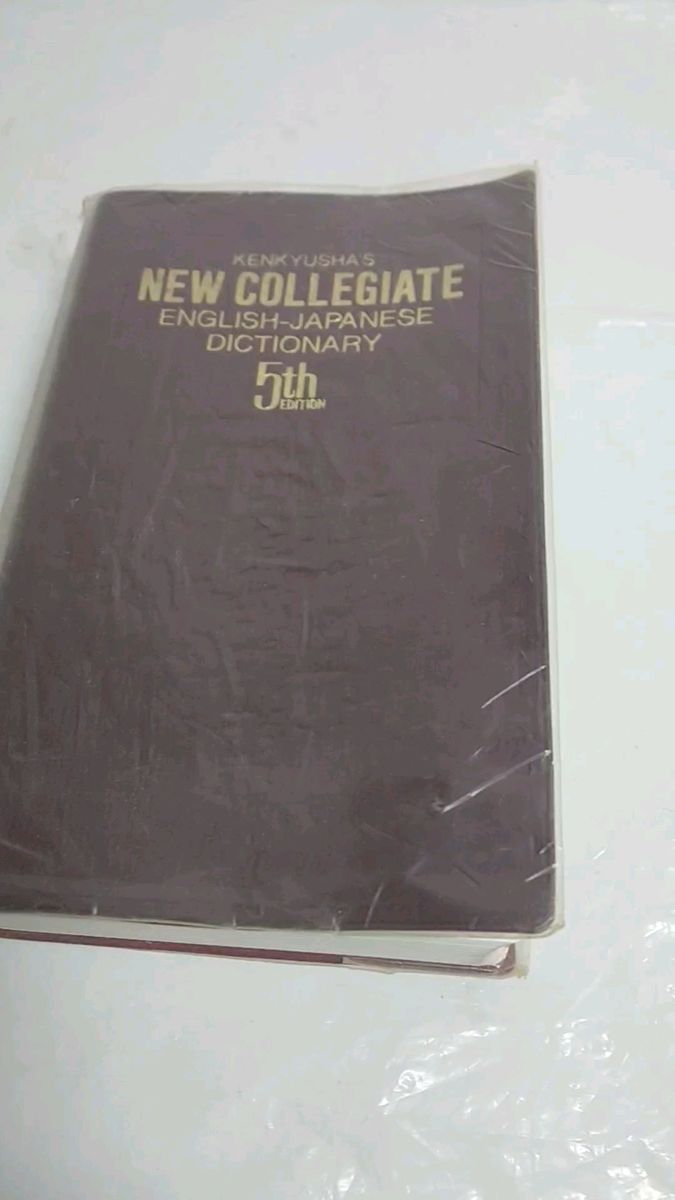 KENKYUSHA'S
NEW COLLEGIATE
ENGLISH-JAPANESE
DICTIONARY
5th
EDITION